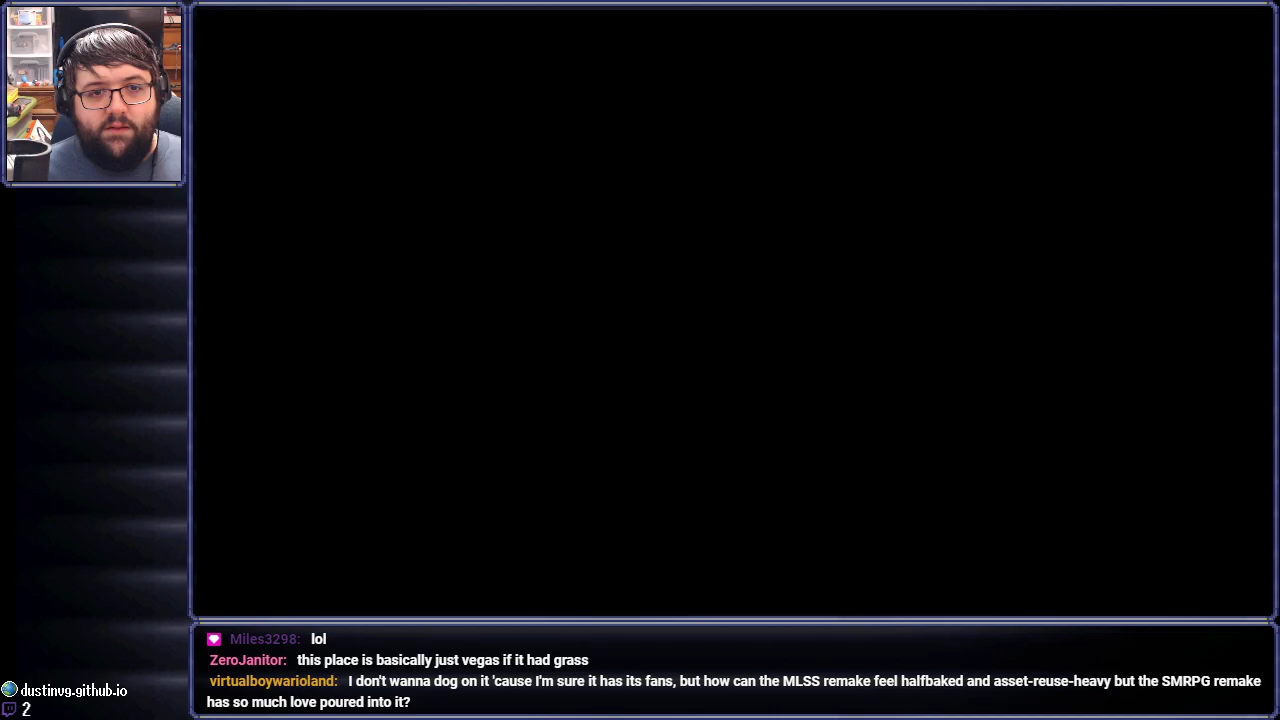 Miles3298: lol
ZeroJanitor: this place is basically just vegas if it had grass
virtualboywarioland: I don't wanna dog on it 'cause I'm sure it has its fans, but how can the MLSS remake feel halfbaked and asset-reuse-heavy but the SMRPG remake
has so much love poured into it?
dustinvg.github.io
2